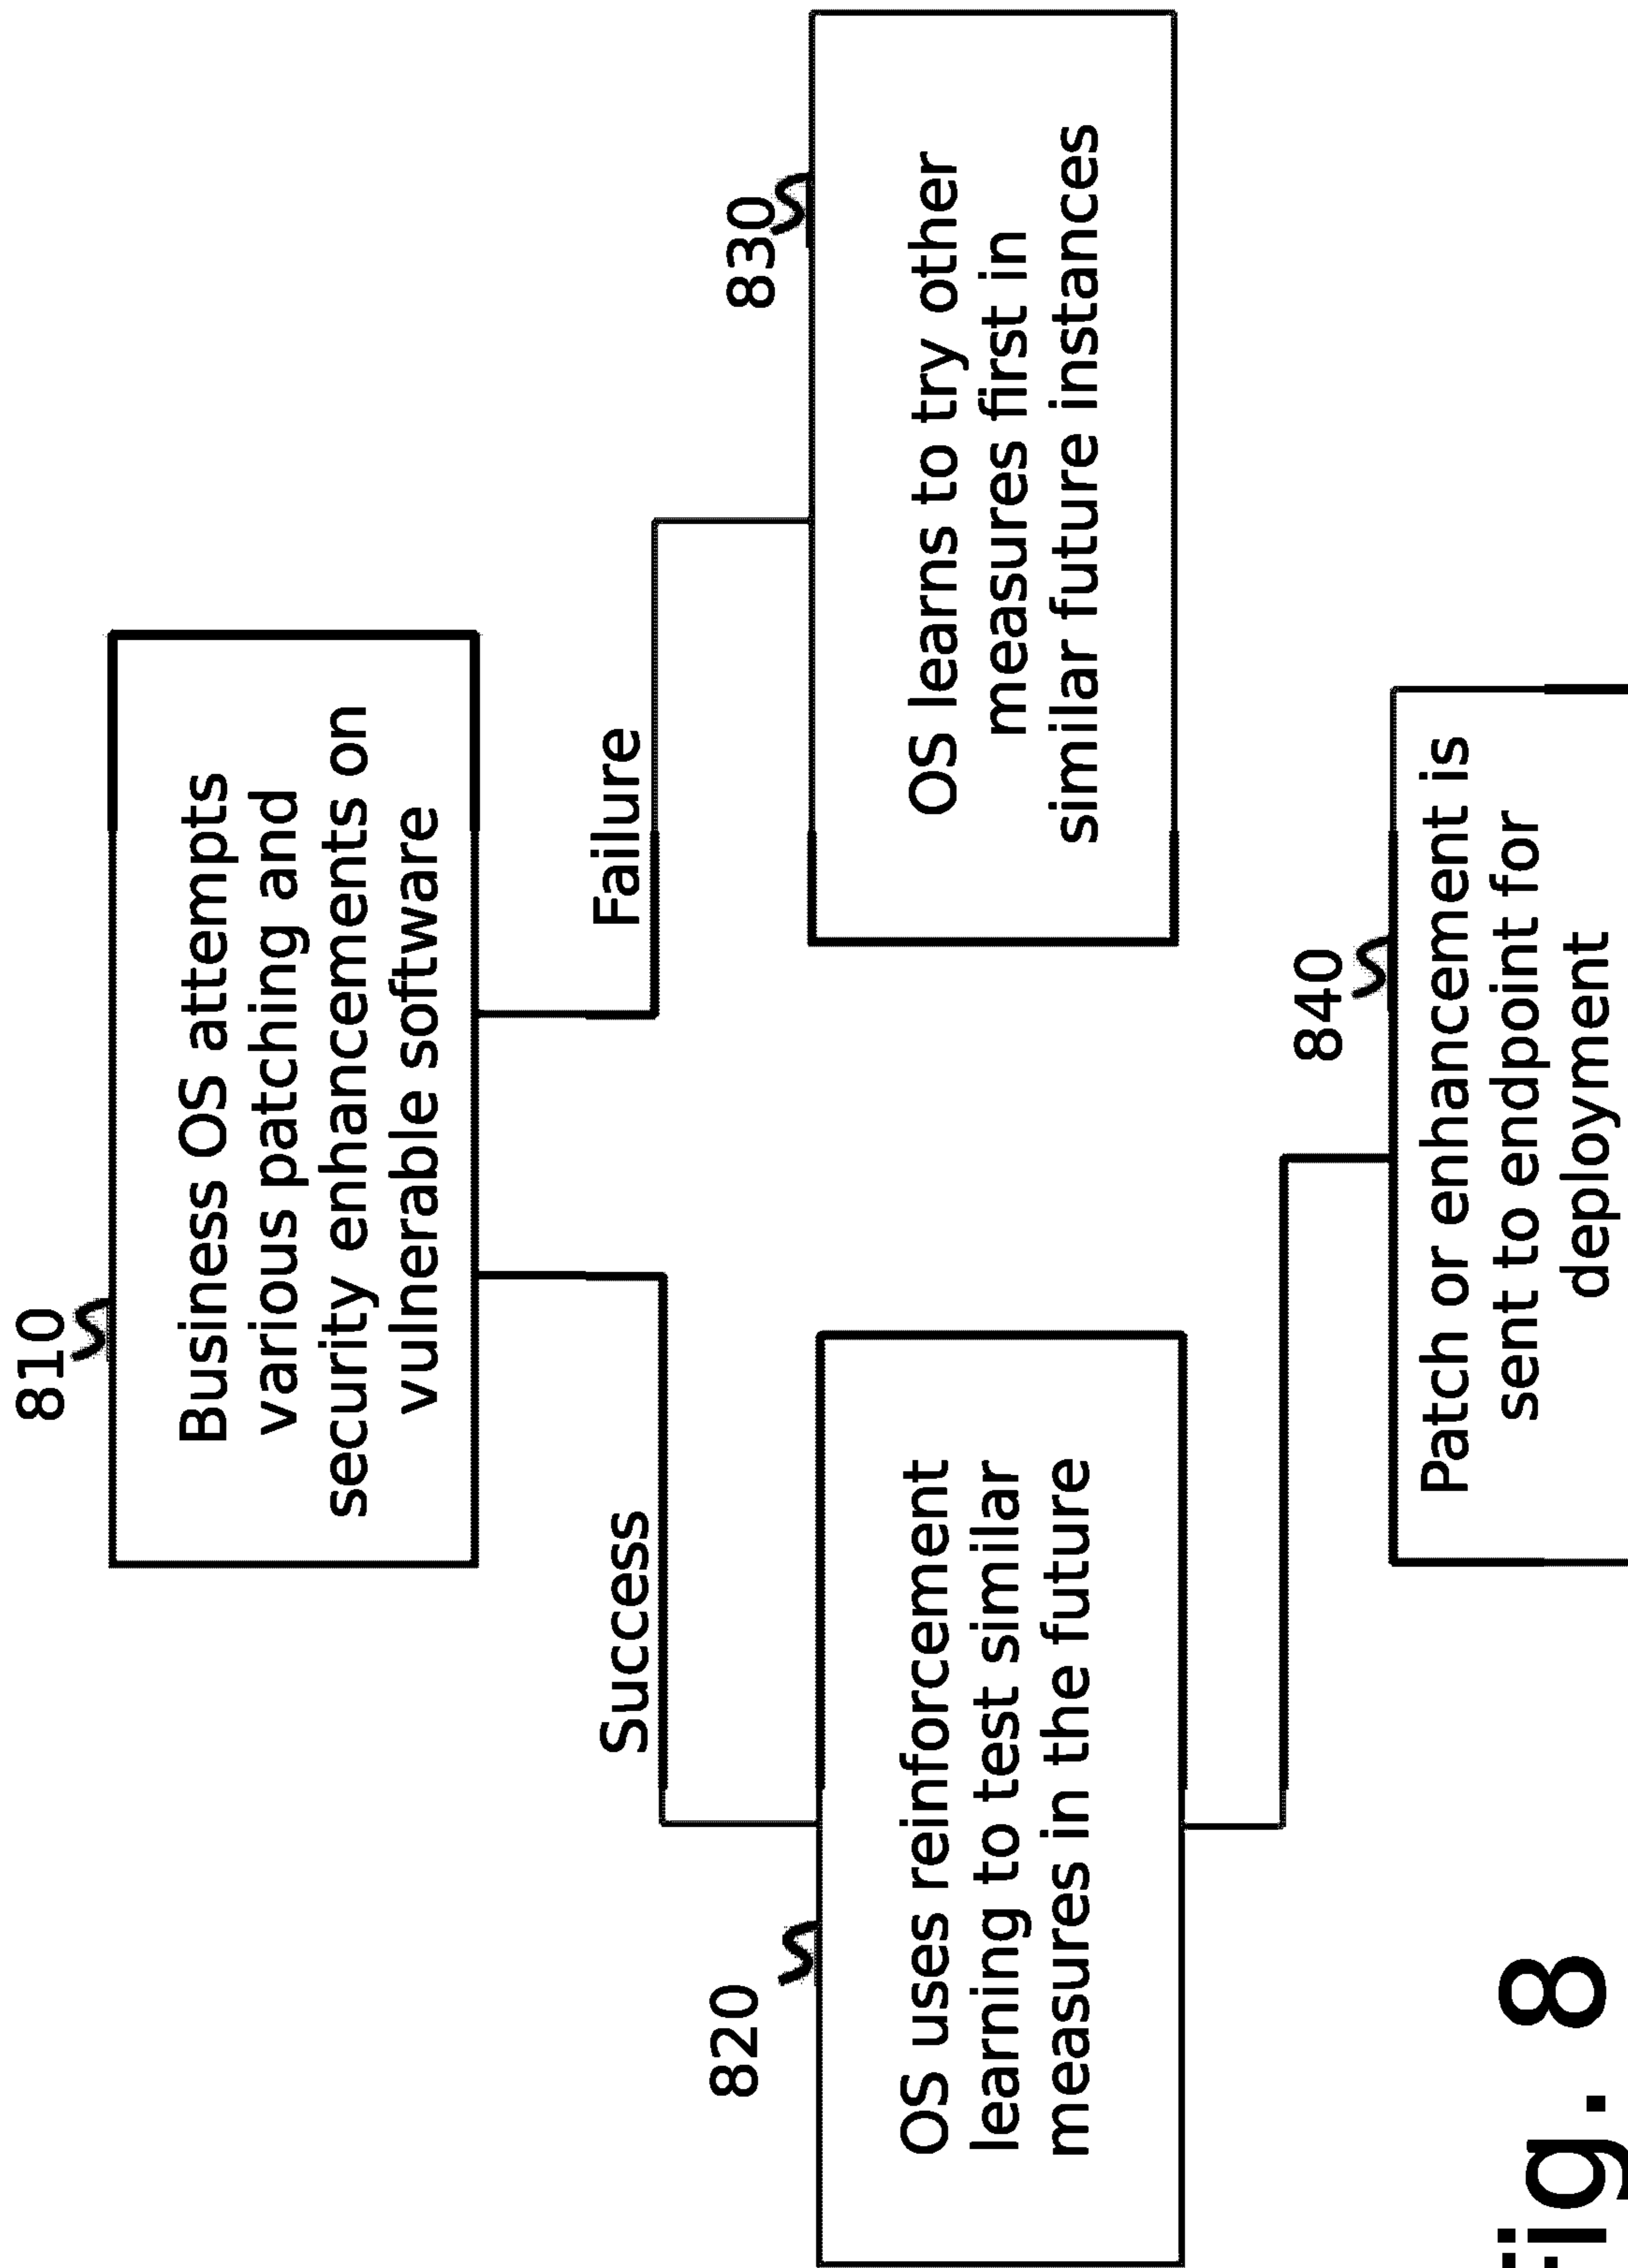 810
Business OS attempts
various patching and
security enhancements on
vulnerable software
Success
Failure
820
OS uses reinforcement
learning to test similar
measures in the future
830
OS learns to try other
measures first in
similar future instances
840
Patch or enhancement is
sent to endpoint for
deployment
Fig. 8